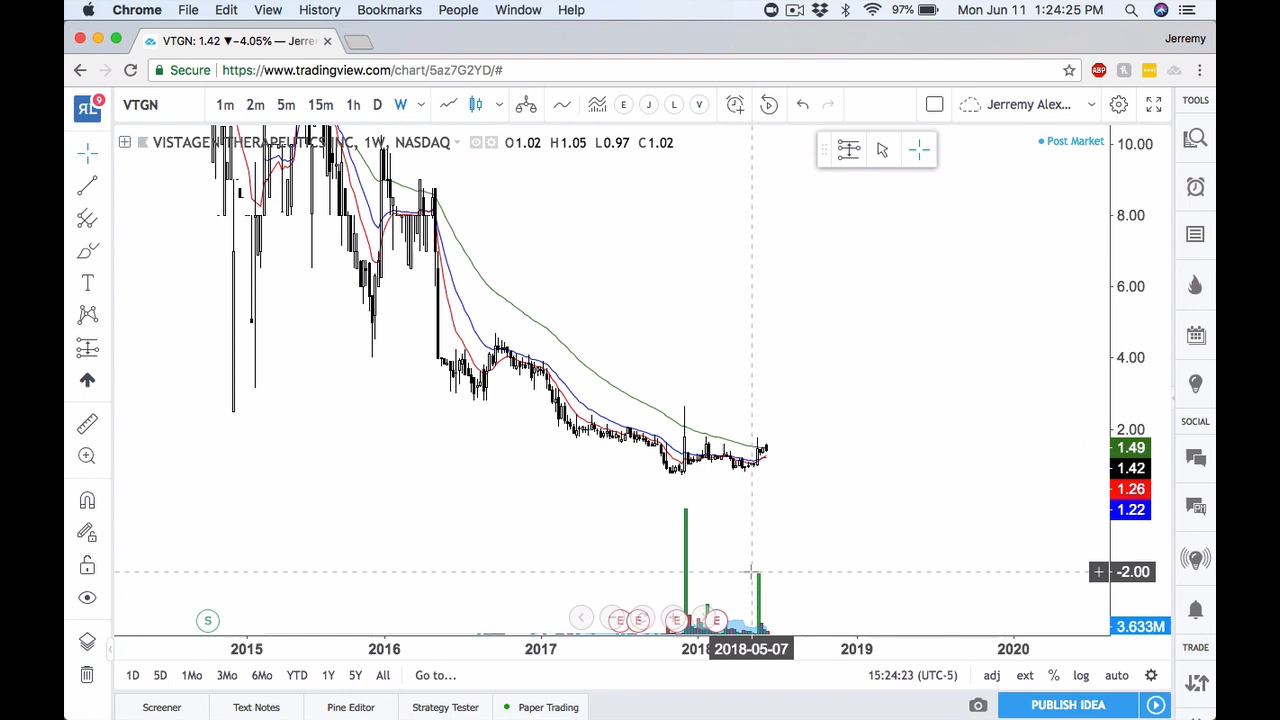 Chrome File Edit View History Bookmarks People Window Help 97% Mon Jun 11 1:24:25 PM
VTGN: 1.42 ▼−4.05% — Jerre Jerremy
Secure https://www.tradingview.com/chart/5az7G2YD/# ABP
9 VTGN 1m 2m 5m 15m 1h D W E J L V Jerremy Alex... TOOLS
VISTAGEN THERAPEUTICS INC, 1W, NASDAQ O1.02 H1.05 L0.97 C1.02 Post Market 10.00
8.00
6.00
4.00
2.00
SOCIAL
1.49
1.42
1.26
1.22
-2.00
S E E E E 3.633M
2015 2016 2017 2018 2018-05-07 2019 2020 TRADE
1D 5D 1Mo 3Mo 6Mo YTD 1Y 5Y All Go to... 15:24:23 (UTC-5) adj ext % log auto
Screener Text Notes Pine Editor Strategy Tester Paper Trading PUBLISH IDEA